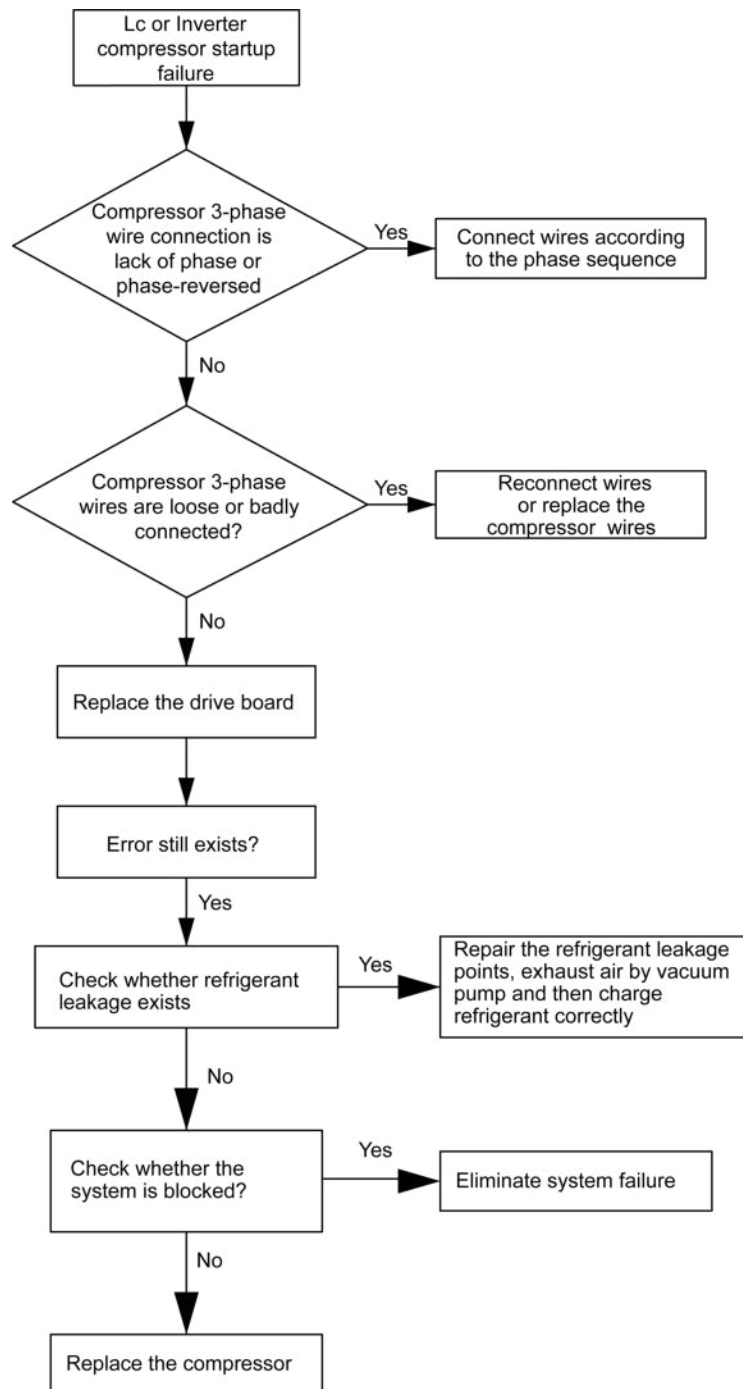 Lc or Inverter
compressor startup
failure
Compressor 3-phase
wire connection is
lack of phase or
phase-reversed
Yes
Connect wires according
to the phase sequence
No
Compressor 3-phase
wires are loose or badly
connected?
Yes
Reconnect wires
or replace the
compressor wires
No
Replace the drive board
Error still exists?
Yes
Check whether refrigerant
leakage exists
Yes
Repair the refrigerant leakage
points, exhaust air by vacuum
pump and then charge
refrigerant correctly
No
Check whether the
system is blocked?
Yes
Eliminate system failure
No
Replace the compressor